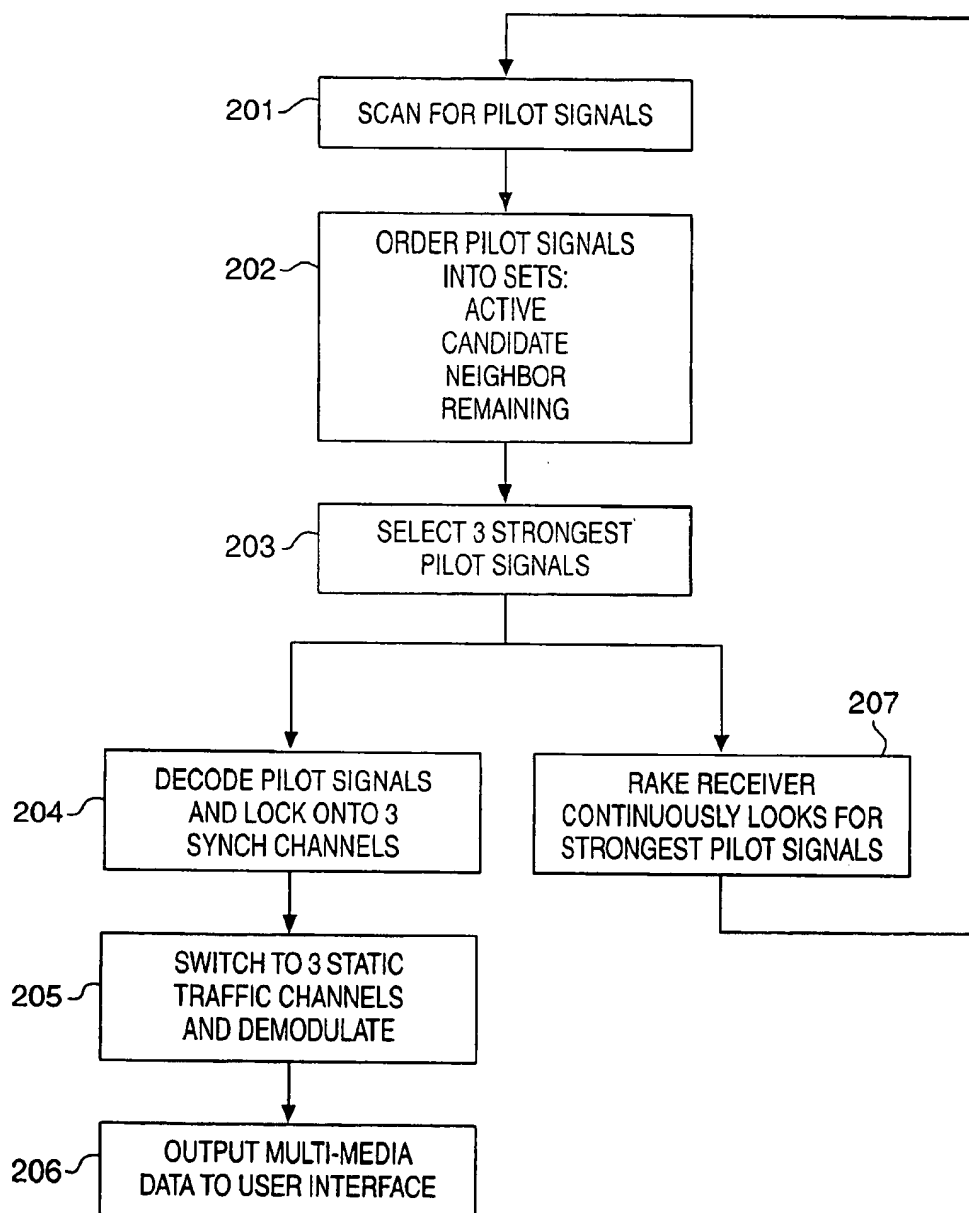 201
SCAN FOR PILOT SIGNALS
202
ORDER PILOT SIGNALS
INTO SETS:
ACTIVE
CANDIDATE
NEIGHBOR
REMAINING
203
SELECT 3 STRONGEST
PILOT SIGNALS
204
DECODE PILOT SIGNALS
AND LOCK ONTO 3
SYNCH CHANNELS
207
RAKE RECEIVER
CONTINUOUSLY LOOKS FOR
STRONGEST PILOT SIGNALS
205
SWITCH TO 3 STATIC
TRAFFIC CHANNELS
AND DEMODULATE
206
OUTPUT MULTI-MEDIA
DATA TO USER INTERFACE